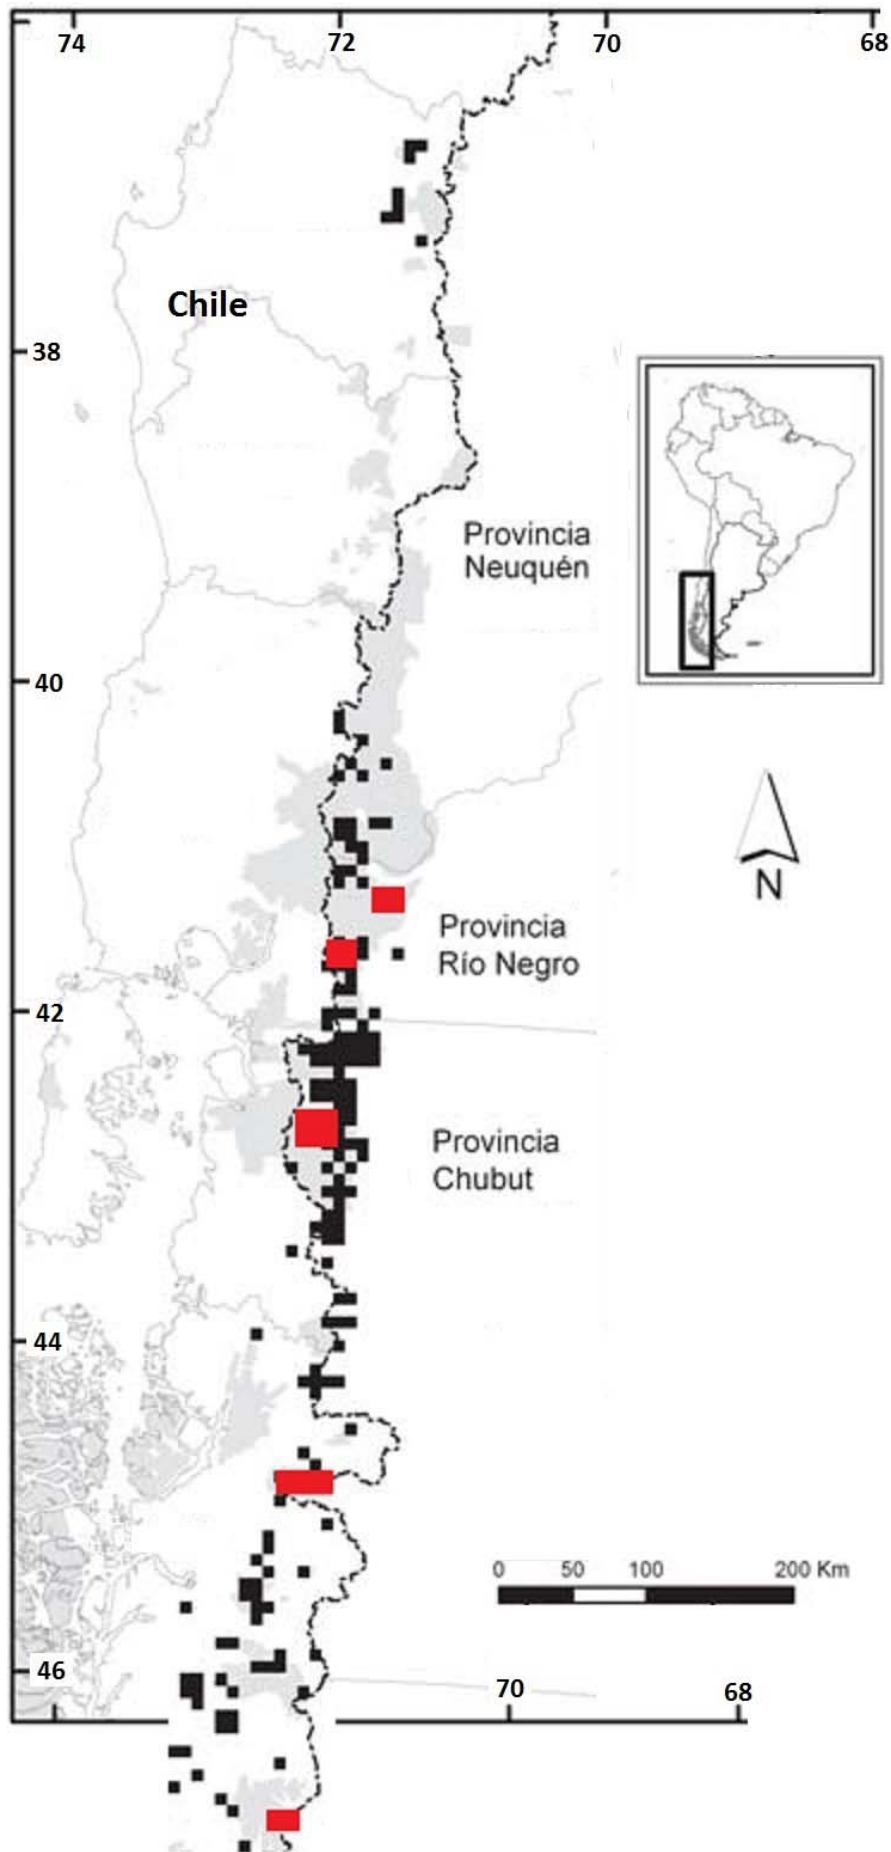 74 72 70 68
Chile
38
Provincia
Neuquén
40
N
Provincia
Río Negro
42
Provincia
Chubut
44
0 50 100 200 Km
46
70 68